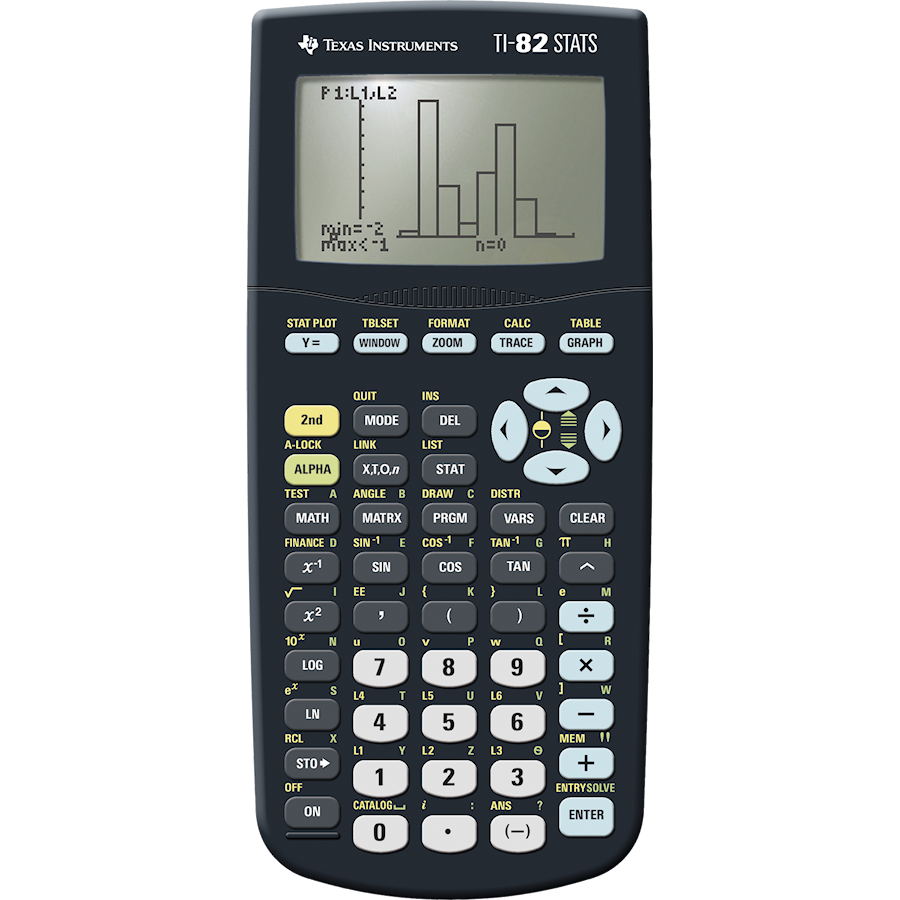 TEXAS INSTRUMENTS TI-82 STATS
P1:L1,L2
min=-2
max<-1 n=0
STAT PLOT TBLSET FORMAT CALC TABLE
Y= WINDOW ZOOM TRACE GRAPH
QUIT INS
2nd MODE DEL
A-LOCK LINK LIST
ALPHA X,T,O,n STAT
TEST A ANGLE B DRAW C DISTR
MATH MATRX PRGM VARS CLEAR
FINANCE D SIN-1 E COS-1 F TAN-1 G π H
x-1 SIN COS TAN ^
√ I EE J { K } L e M
x2 , ( ) ÷
10x N u O v P w Q [ R
LOG 7 8 9 ×
ex S L4 T L5 U L6 V ] W
LN 4 5 6 −
RCL X L1 Y L2 Z L3 θ MEM "
STO➔ 1 2 3 +
OFF ENTRY SOLVE
CATALOG i : ANS ?
ON 0 . (−) ENTER